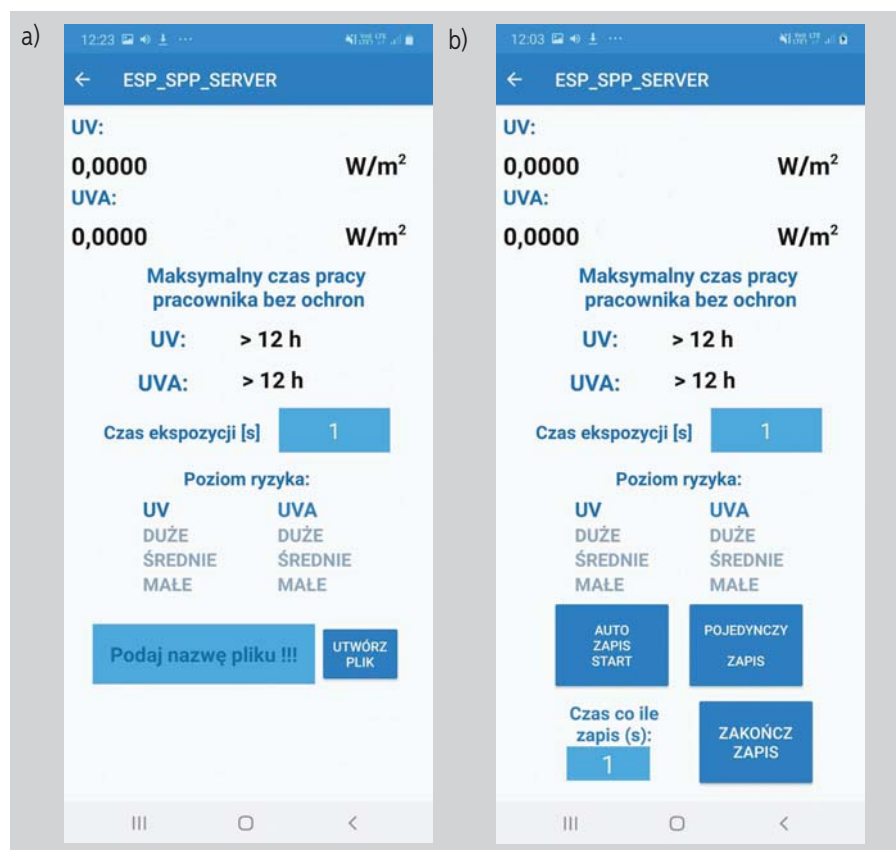 a)
12:23
ESP_SPP_SERVER
UV:
0,0000 W/m²
UVA:
0,0000 W/m²
Maksymalny czas pracy
pracownika bez ochron
UV: > 12 h
UVA: > 12 h
Czas ekspozycji [s] 1
Poziom ryzyka:
UV UVA
DUŻE DUŻE
ŚREDNIE ŚREDNIE
MAŁE MAŁE
Podaj nazwę pliku !!!
UTWÓRZ
PLIK
b)
12:03
ESP_SPP_SERVER
UV:
0,0000 W/m²
UVA:
0,0000 W/m²
Maksymalny czas pracy
pracownika bez ochron
UV: > 12 h
UVA: > 12 h
Czas ekspozycji [s] 1
Poziom ryzyka:
UV UVA
DUŻE DUŻE
ŚREDNIE ŚREDNIE
MAŁE MAŁE
AUTO
ZAPIS
START
POJEDYNCZY
ZAPIS
Czas co ile
zapis (s):
1
ZAKOŃCZ
ZAPIS